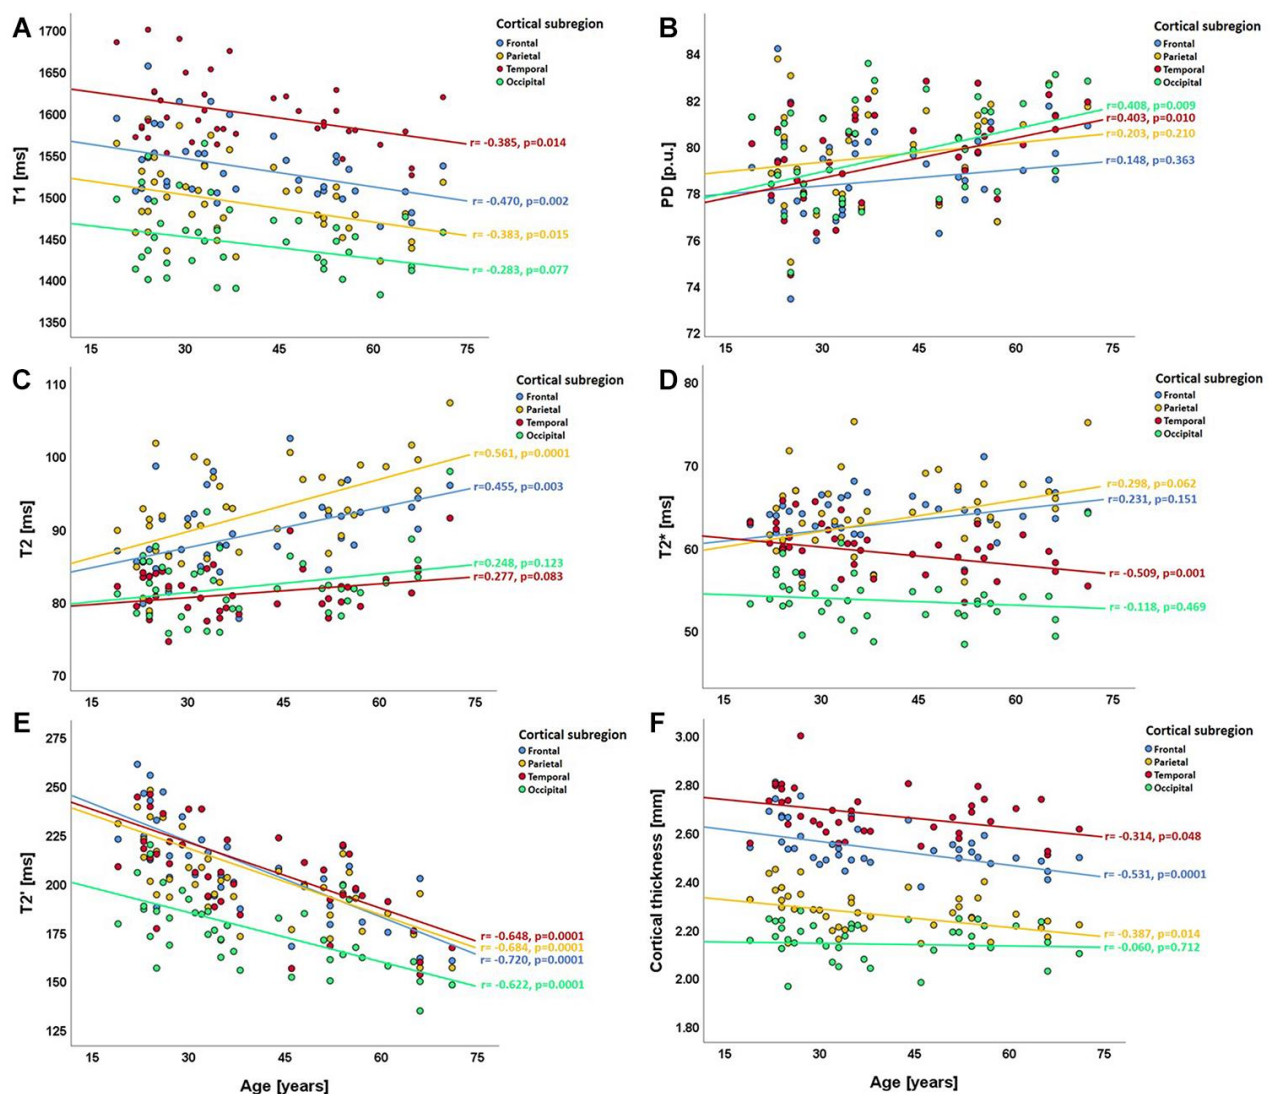 A
T1 [ms]
1700
1650
1600
1550
1500
1450
1400
1350
15 30 45 60 75
Cortical subregion
Frontal
Parietal
Temporal
Occipital
r= -0.385, p=0.014
r= -0.470, p=0.002
r= -0.383, p=0.015
r= -0.283, p=0.077
B
PD [p.u.]
84
82
80
78
76
74
72
15 30 45 60 75
Cortical subregion
Frontal
Parietal
Temporal
Occipital
r=0.408, p=0.009
r=0.403, p=0.010
r=0.203, p=0.210
r=0.148, p=0.363
C
T2 [ms]
110
100
90
80
70
15 30 45 60 75
Cortical subregion
Frontal
Parietal
Temporal
Occipital
r=0.561, p=0.0001
r=0.455, p=0.003
r=0.248, p=0.123
r=0.277, p=0.083
D
T2* [ms]
80
70
60
50
15 30 45 60 75
Cortical subregion
Frontal
Parietal
Temporal
Occipital
r=0.298, p=0.062
r=0.231, p=0.151
r= -0.509, p=0.001
r= -0.118, p=0.469
E
T2' [ms]
275
250
225
200
175
150
125
15 30 45 60 75
Age [years]
Cortical subregion
Frontal
Parietal
Temporal
Occipital
r= -0.648, p=0.0001
r= -0.684, p=0.0001
r= -0.720, p=0.0001
r= -0.622, p=0.0001
F
Cortical thickness [mm]
3.00
2.80
2.60
2.40
2.20
2.00
1.80
15 30 45 60 75
Age [years]
Cortical subregion
Frontal
Parietal
Temporal
Occipital
r= -0.314, p=0.048
r= -0.531, p=0.0001
r= -0.387, p=0.014
r= -0.060, p=0.712